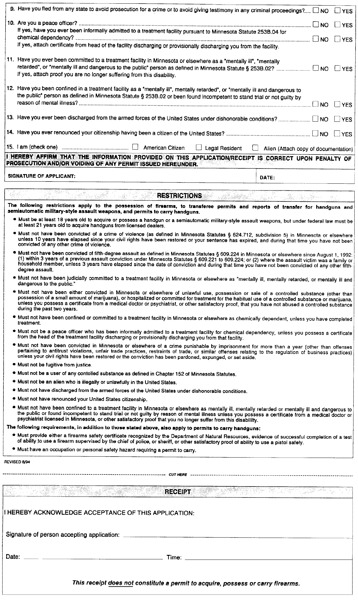 9. Have you fled from any state to avoid prosecution for a crime or to avoid giving testimony in any criminal proceedings? NO YES
10. Are you a peace officer? NO YES
If yes, have you ever been informally admitted to a treatment facility pursuant to Minnesota Statute 253B.04 for
chemical dependency? NO YES
If yes, attach certificate from head of the facility discharging or provisionally discharging you from the facility.
11. Have you ever been committed to a treatment facility in Minnesota or elsewhere as a "mentally ill", "mentally
retarded", or "mentally ill and dangerous to the public" person as defined in Minnesota Statute § 253B.02? NO YES
If yes, attach proof you are no longer suffering from this disability.
12. Have you been confined in a treatment facility as a "mentally ill", mentally retarded", or "mentally ill and dangerous to
the public" person as defined in Minnesota Statute § 253B.02 or been found incompetent to stand trial or not guilty by
reason of mental illness? NO YES
13. Have you ever been discharged from the armed forces of the United States under dishonorable conditions? NO YES
14. Have you ever renounced your citizenship having been a citizen of the United States? NO YES
15. I am (check one) American Citizen Legal Resident Alien (Attach copy of documentation)
I HEREBY AFFIRM THAT THE INFORMATION PROVIDED ON THIS APPLICATION/RECEIPT IS CORRECT UPON PENALTY OF
PROSECUTION AND/OR VOIDING OF ANY PERMIT ISSUED HEREUNDER.
SIGNATURE OF APPLICANT: DATE:
RESTRICTIONS
The following restrictions apply to the possession of firearms, to transferee permits and reports of transfer for handguns and
semiautomatic military-style assault weapons, and permits to carry handguns:
• Must be at least 18 years old to acquire or possess a handgun or a semiautomatic military-style assault weapon, but under federal law must be
at least 21 years old to acquire handguns from licensed dealers.
• Must not have been convicted of a crime of violence (as defined in Minnesota Statutes § 624.712, subdivision 5) in Minnesota or elsewhere
unless 10 years have elapsed since your civil rights have been restored or your sentence has expired, and during that time you have not been
convicted of any other crime of violence.
• Must not have been convicted of fifth degree assault as defined in Minnesota Statutes § 609.224 in Minnesota or elsewhere since August 1, 1992
(1) within 3 years of a previous assault conviction under Minnesota Statutes § 609.221 to 609.224, or (2) where the assault victim was a family or
household member, unless 3 years have elapsed since the date of conviction and during that time you have not been convicted of any other fifth
degree assault.
• Must not have been judicially committed to a treatment facility in Minnesota or elsewhere as "mentally ill, mentally retarded, or mentally ill and
dangerous to the public."
• Must not have been either convicted in Minnesota or elsewhere of unlawful use, possession or sale of a controlled substance (other than
possession of a small amount of marijuana), or hospitalized or committed for treatment for the habitual use of a controlled substance or marijuana,
unless you possess a certificate from a medical doctor or psychiatrist, or other satisfactory proof, that you have not abused a controlled substance
during the past two years.
• Must not have been confined or committed to a treatment facility in Minnesota or elsewhere as chemically dependent, unless you have completed
treatment.
• Must not be a peace officer who has been informally admitted to a treatment facility for chemical dependency, unless you possess a certificate
from the head of the treatment facility discharging or provisionally discharging you from that facility.
• Must not have been convicted in Minnesota or elsewhere of a crime punishable by imprisonment for more than a year (other than offenses
pertaining to antitrust violations, unfair trade practices, restraints of trade, or similar offenses relating to the regulation of business practices)
unless your civil rights have been restored or the conviction has been pardoned, expunged, or set aside.
• Must not be fugitive from justice
• Must not be a user of any controlled substance as defined in Chapter 152 of Minnesota Statutes.
• Must not be an alien who is illegally or unlawfully in the United States.
• Must not have discharged from the armed forces of the United States under dishonorable conditions.
• Must not have renounced your United States citizenship.
• Must not have been confined to a treatment facility in Minnesota or elsewhere as mentally ill, mentally retarded or mentally ill and dangerous to
the public or found incompetent to stand trial or not guilty by reason of mental illness unless you possess a certificate from a medical doctor or
psychiatrist licensed in Minnesota, or other satisfactory proof that you no longer suffer from this disability.
The following requirements, in addition to those stated above, also apply to permits to carry handguns:
• Must provide either a firearms safety certificate recognized by the Department of Natural Resources, evidence of successful completion of a test
of ability to use a firearm supervised by the chief of police, or sheriff, or other satisfactory proof of ability to use a patrol safely.
• Must have an occupation or personal safety hazard requiring a permit to carry.
REVISED 8/94
CUT HERE
RECEIPT
I HEREBY ACKNOWLEDGE ACCEPTANCE OF THIS APPLICATION:
Signature of person accepting application:
Date: Time:
This receipt does not constitute a permit to acquire, possess or carry firearms.